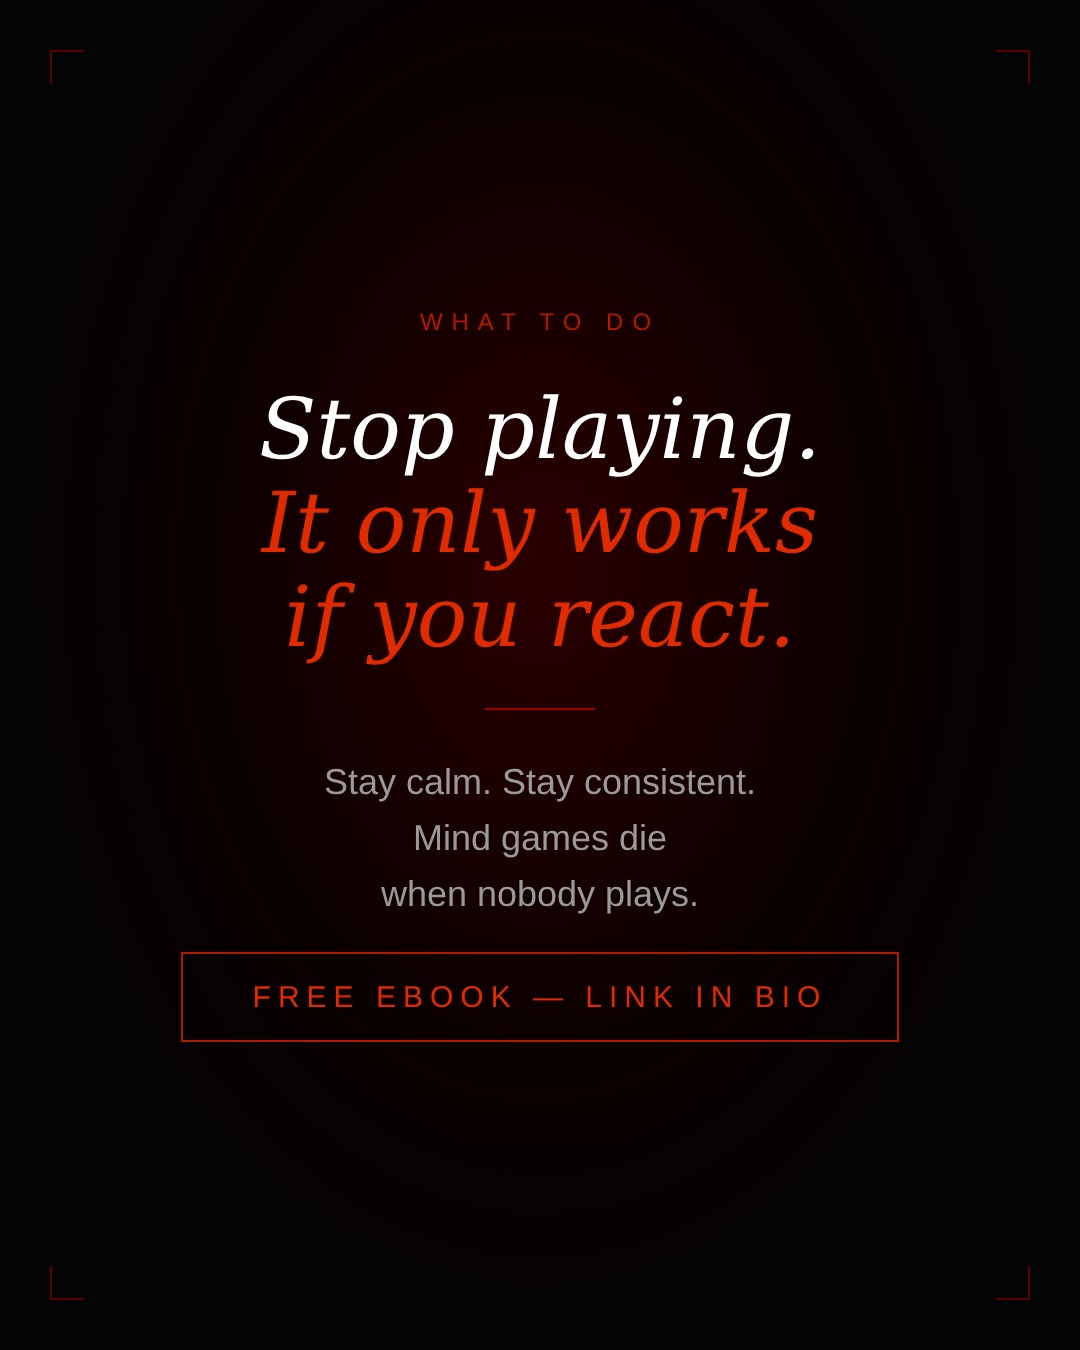 WHAT TO DO
Stop playing.
It only works
if you react.
Stay calm. Stay consistent.
Mind games die
when nobody plays.
FREE EBOOK — LINK IN BIO